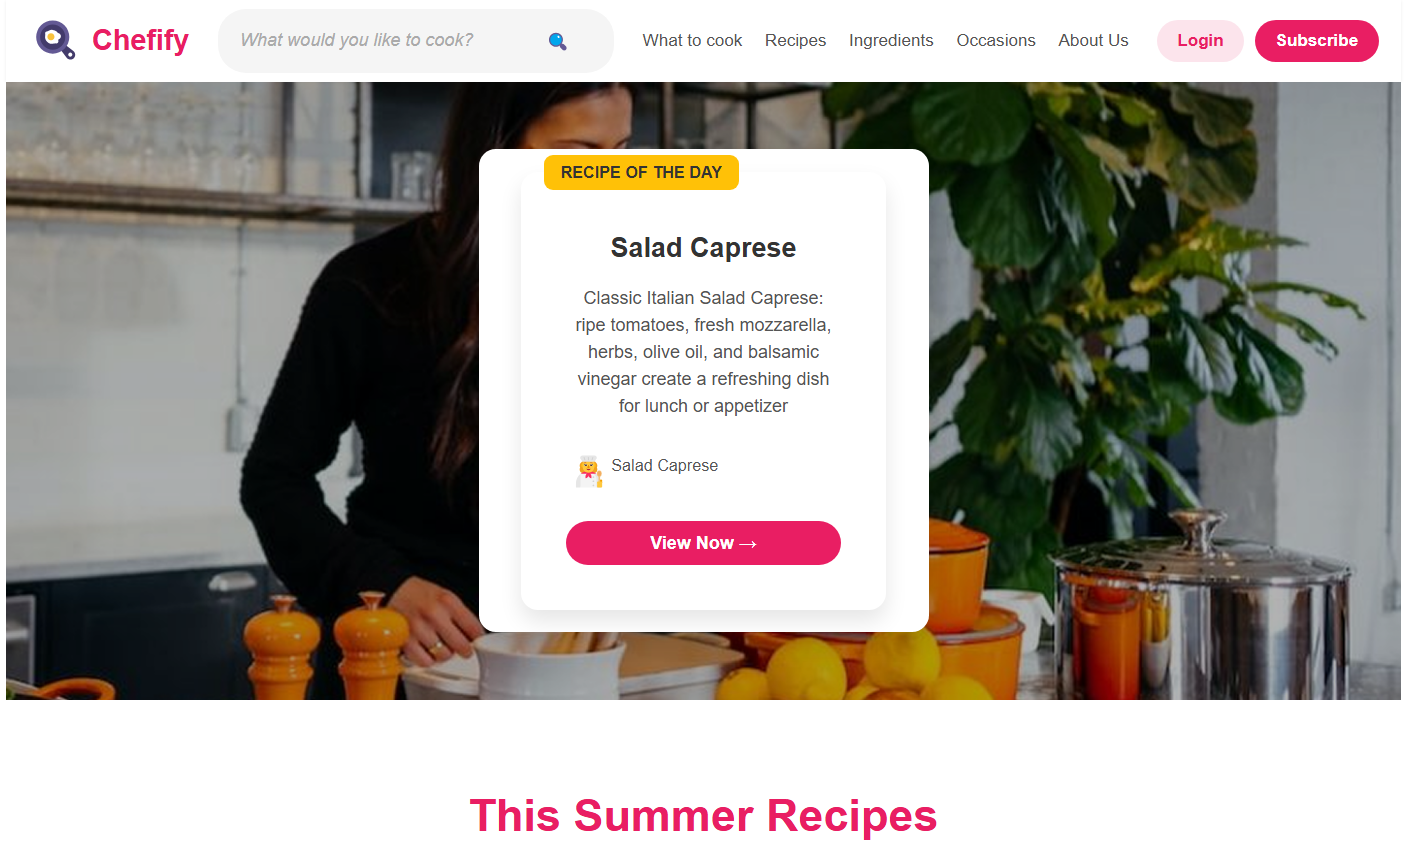 Chefify
What would you like to cook?
What to cook
Recipes
Ingredients
Occasions
About Us
Login
Subscribe
RECIPE OF THE DAY
Salad Caprese
Classic Italian Salad Caprese:
ripe tomatoes, fresh mozzarella,
herbs, olive oil, and balsamic
vinegar create a refreshing dish
for lunch or appetizer
Salad Caprese
View Now →
This Summer Recipes